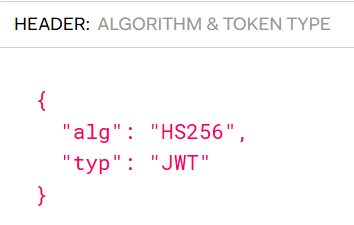 HEADER: ALGORITHM & TOKEN TYPE
{
  "alg": "HS256",
  "typ": "JWT"
}